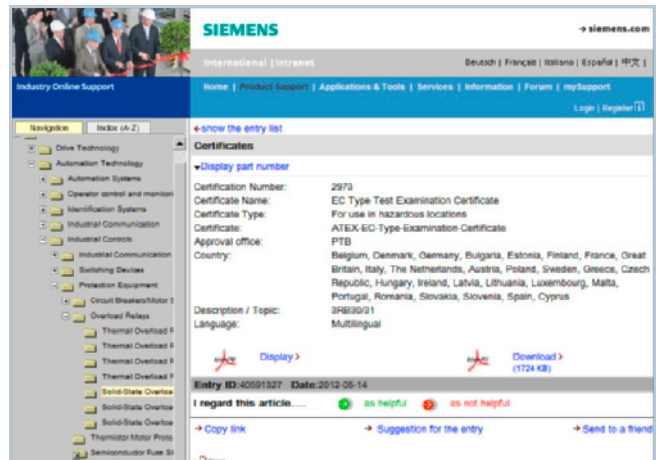 SIEMENS
→ siemens.com
International | Intranet
Deutsch | Français | Italiano | Español | 中文 |
Industry Online Support
Home | Product Support | Applications & Tools | Services | Information | Forum | mySupport
Login | Register
Navigation
Index (A-Z)
Drive Technology
Automation Technology
Automation Systems
Operator control and monitori
Identification Systems
Industrial Communication
Industrial Controls
Industrial Communication
Switching Devices
Protection Equipment
Circuit Breakers/Motor S
Overload Relays
Thermal Overload R
Thermal Overload R
Thermal Overload R
Thermal Overload R
Solid-State Overloa
Solid-State Overloa
Solid-State Overloa
Thermistor Motor Prote
Semiconductor Fuse
show the entry list
Certificates
Display part number
Certification Number: 2973
Certificate Name: EC Type Test Examination Certificate
Certificate Type: For use in hazardous locations
Certificate: ATEX-EC-Type-Examination-Certificate
Approval office: PTB
Country: Belgium, Denmark, Germany, Bulgaria, Estonia, Finland, France, Great
Britain, Italy, The Netherlands, Austria, Poland, Sweden, Greece, Czech
Republic, Hungary, Ireland, Latvia, Lithuania, Luxembourg, Malta,
Portugal, Romania, Slovakia, Slovenia, Spain, Cyprus
Description / Topic: 3RB30/31
Language: Multilingual
Display >
Download >
(1724 KB)
Entry ID:40591327 Date:2012-05-14
I regard this article.....
as helpful
as not helpful
→ Copy link
→ Suggestion for the entry
→ Send to a friend